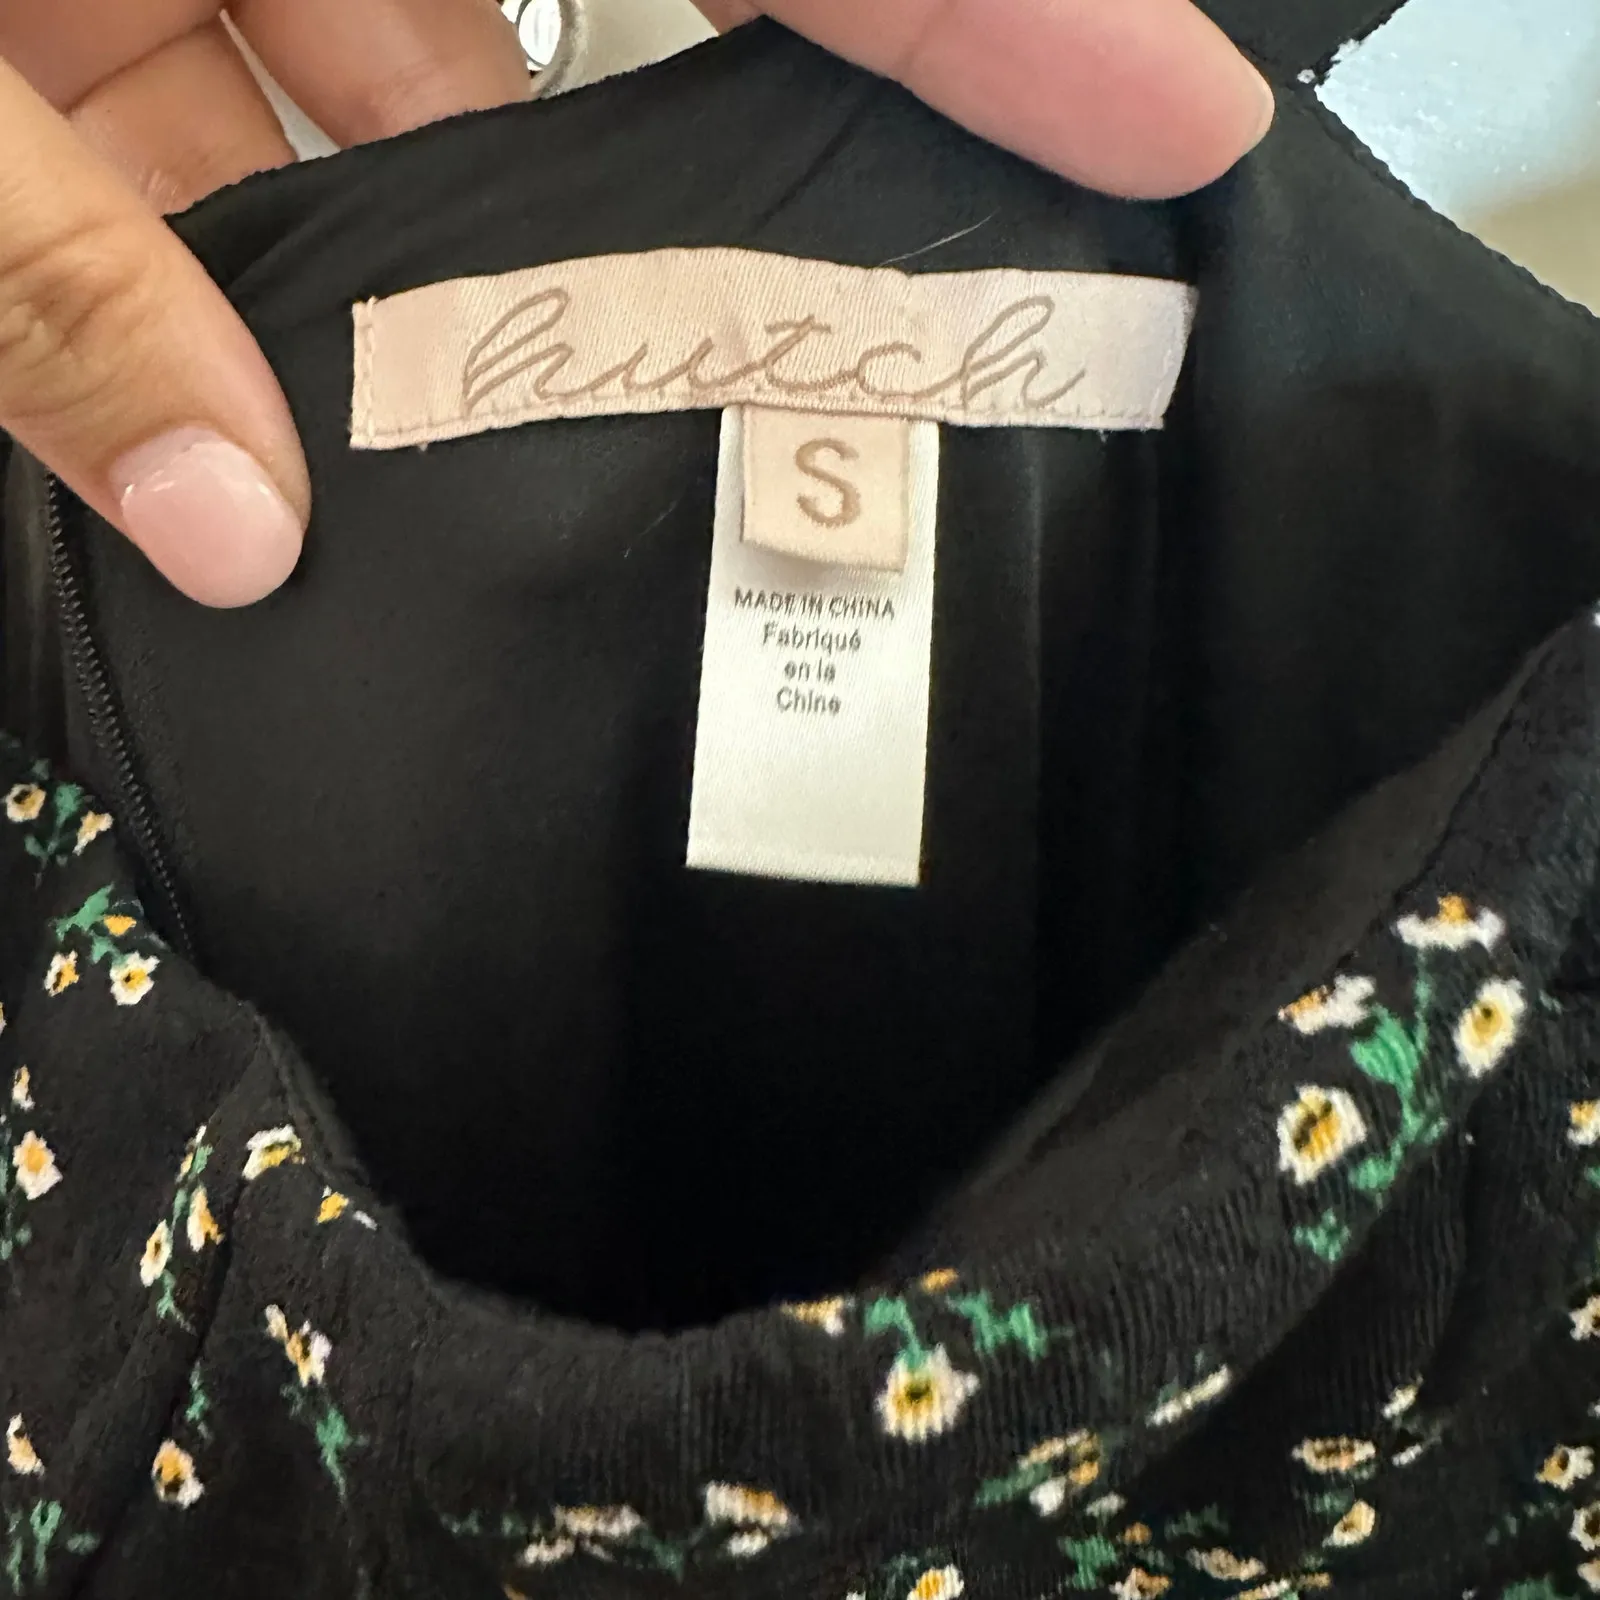 hutch
S
MADE IN CHINA
Fabriqué
en la
Chine